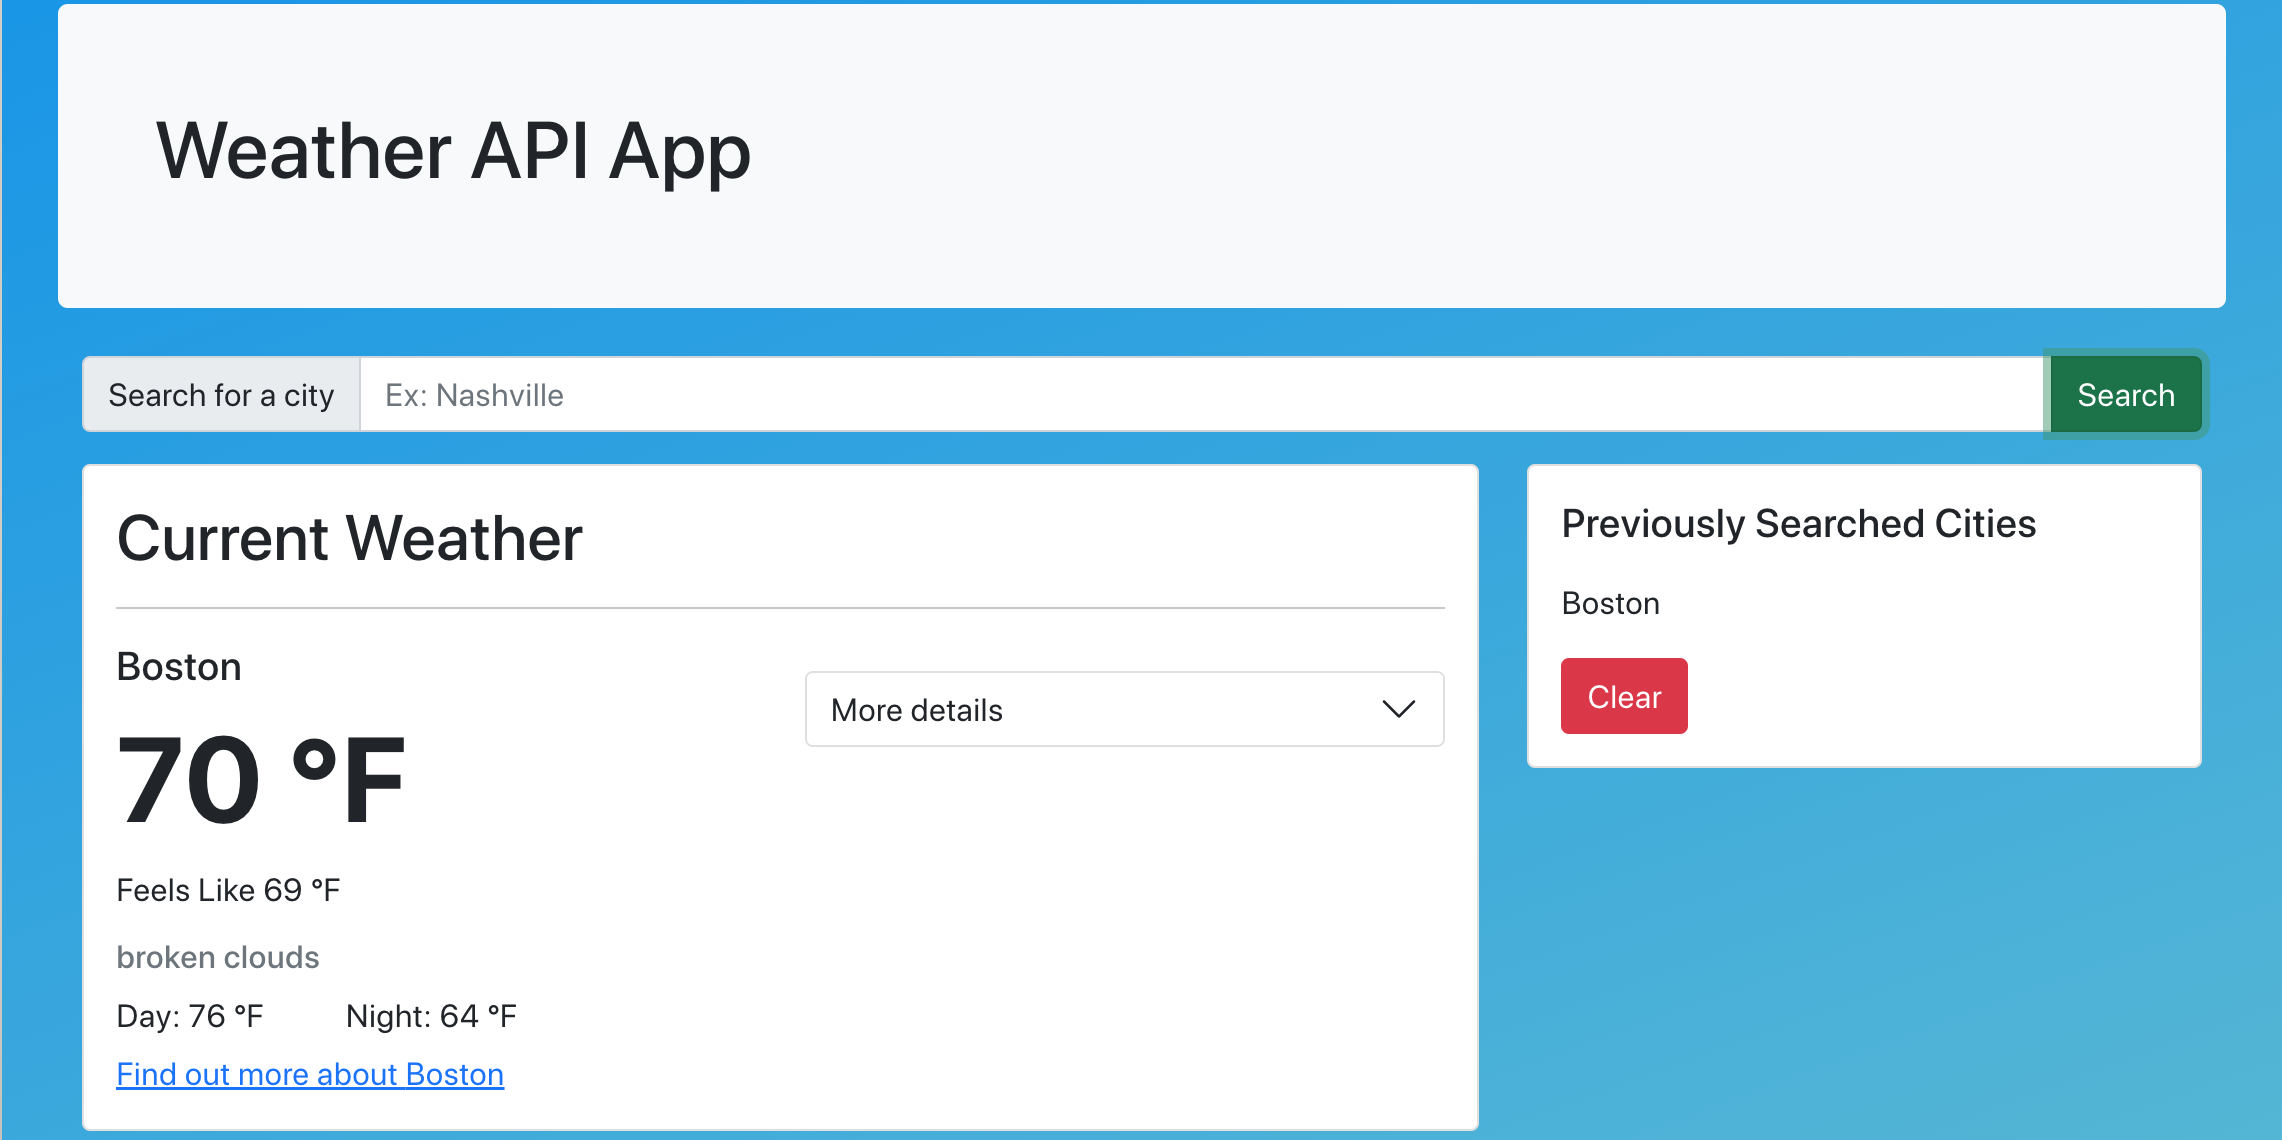 Weather API App
Search for a city
Ex: Nashville
Search
Current Weather
Boston
70 °F
Feels Like 69 °F
broken clouds
Day: 76 °F Night: 64 °F
Find out more about Boston
More details
Previously Searched Cities
Boston
Clear